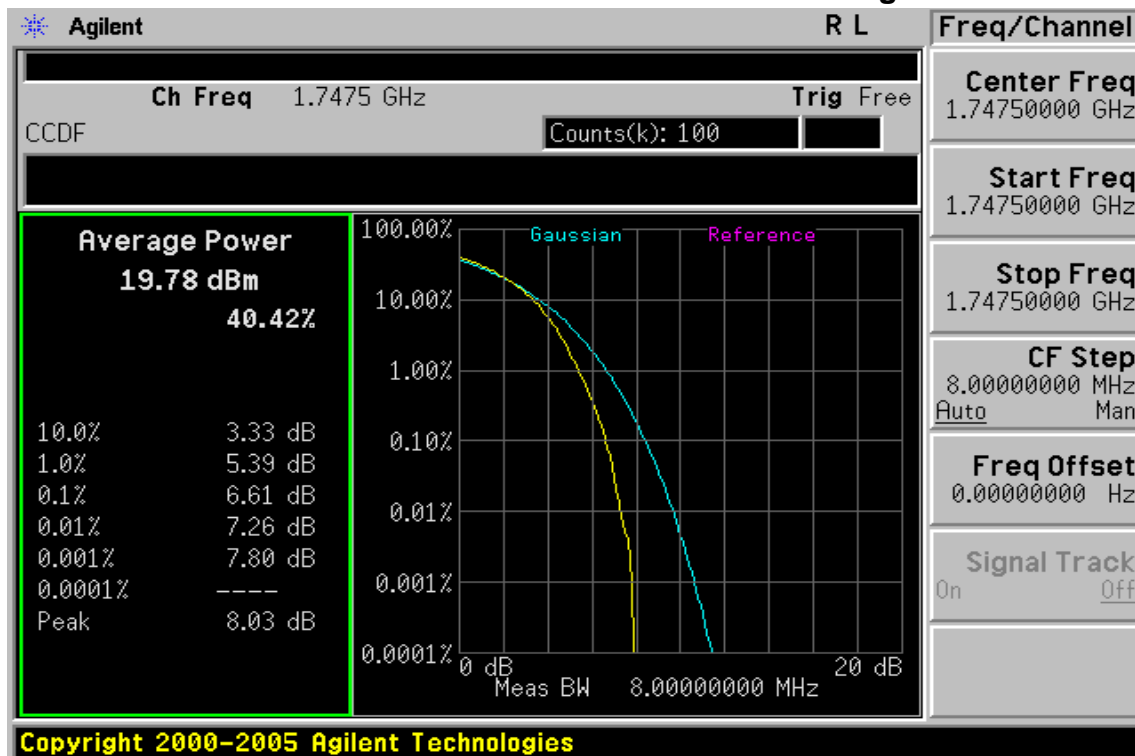 Agilent R L Freq/Channel
Ch Freq 1.7475 GHz Trig Free
CCDF Counts(k): 100
Average Power
19.78 dBm
40.42%
10.0% 3.33 dB
1.0% 5.39 dB
0.1% 6.61 dB
0.01% 7.26 dB
0.001% 7.80 dB
0.0001% ----
Peak 8.03 dB
100.00% Gaussian Reference
10.00%
1.00%
0.10%
0.01%
0.001%
0.0001%
0 dB 20 dB
Meas BW 8.00000000 MHz
Center Freq
1.74750000 GHz
Start Freq
1.74750000 GHz
Stop Freq
1.74750000 GHz
CF Step
8.00000000 MHz
Auto Man
Freq Offset
0.00000000 Hz
Signal Track
On Off
Copyright 2000-2005 Agilent Technologies